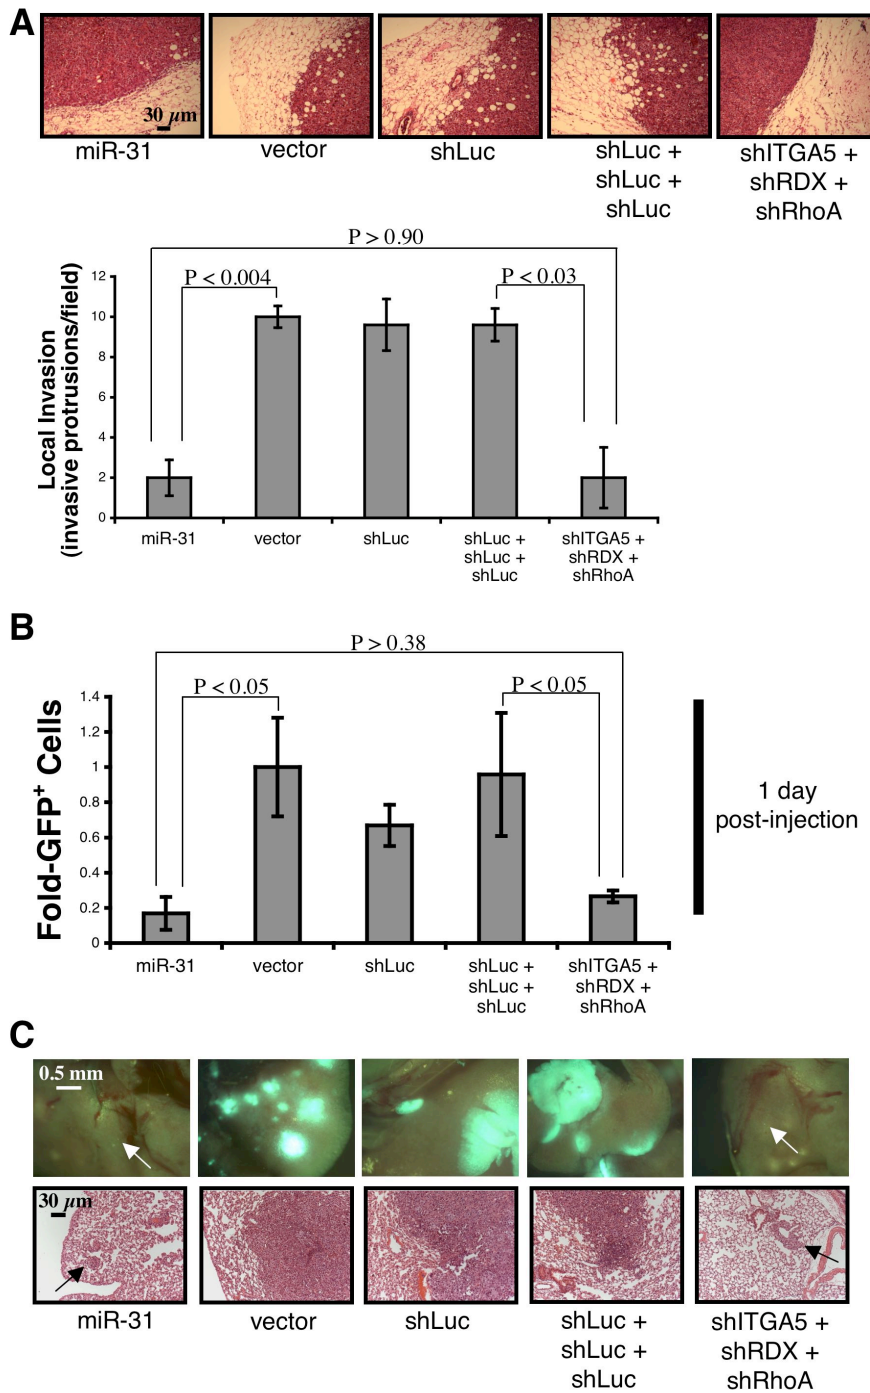 A
30 µm
miR-31
vector
shLuc
shLuc +
shLuc +
shLuc
shITGA5 +
shRDX +
shRhoA
P > 0.90
P < 0.004
P < 0.03
Local Invasion
(invasive protrusions/field)
12
10
8
6
4
2
0
miR-31
vector
shLuc
shLuc +
shLuc +
shLuc
shITGA5 +
shRDX +
shRhoA
B
P > 0.38
P < 0.05
P < 0.05
Fold-GFP⁺ Cells
1.4
1.2
1
0.8
0.6
0.4
0.2
0
1 day
post-injection
miR-31
vector
shLuc
shLuc +
shLuc +
shLuc
shITGA5 +
shRDX +
shRhoA
C
0.5 mm
30 µm
miR-31
vector
shLuc
shLuc +
shLuc +
shLuc
shITGA5 +
shRDX +
shRhoA